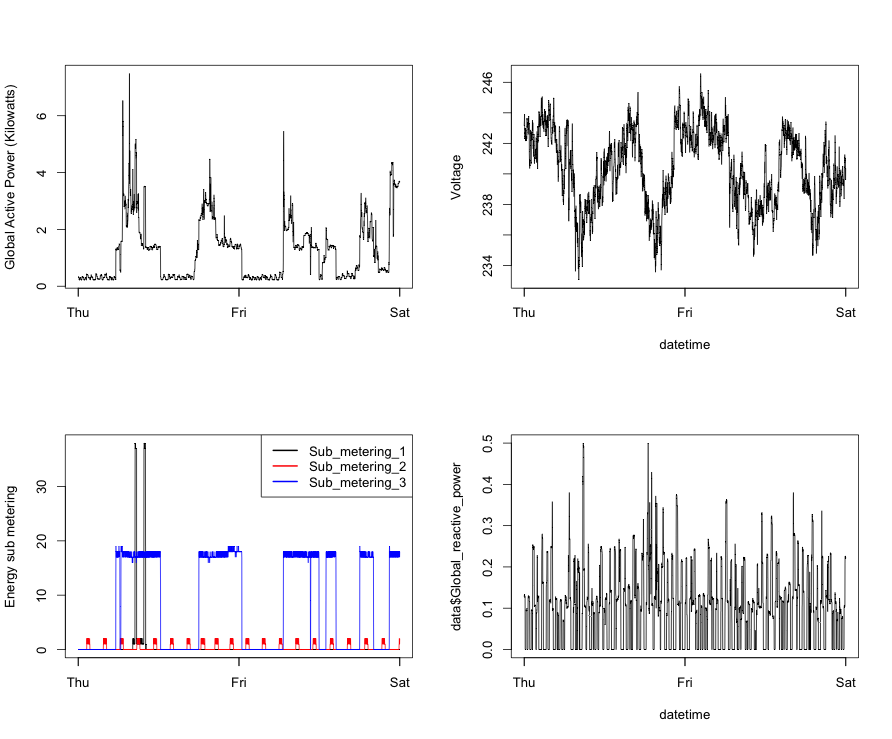 Global Active Power (Kilowatts)
0
2
4
6
Thu
Fri
Sat
Voltage
234
238
242
246
Thu
Fri
Sat
datetime
Energy sub metering
0
10
20
30
Sub_metering_1
Sub_metering_2
Sub_metering_3
Thu
Fri
Sat
data$Global_reactive_power
0.0
0.1
0.2
0.3
0.4
0.5
Thu
Fri
Sat
datetime